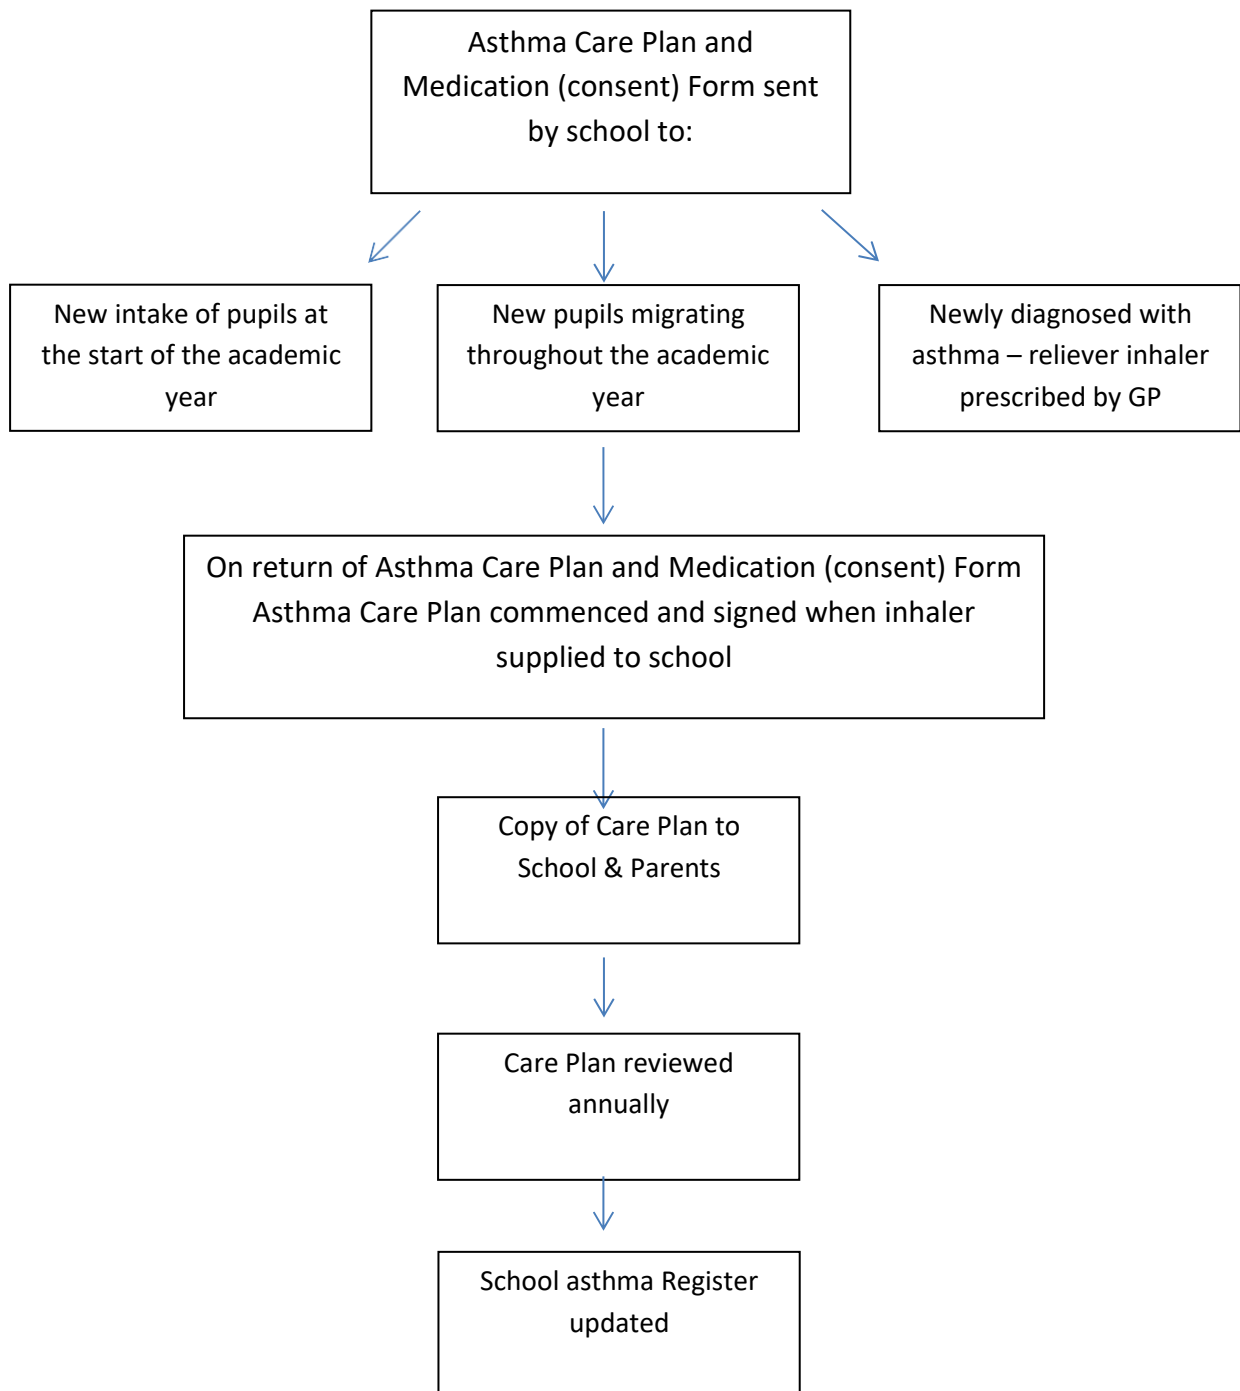 Asthma Care Plan and
Medication (consent) Form sent
by school to:
New intake of pupils at
the start of the academic
year
New pupils migrating
throughout the academic
year
Newly diagnosed with
asthma – reliever inhaler
prescribed by GP
On return of Asthma Care Plan and Medication (consent) Form
Asthma Care Plan commenced and signed when inhaler
supplied to school
Copy of Care Plan to
School & Parents
Care Plan reviewed
annually
School asthma Register
updated